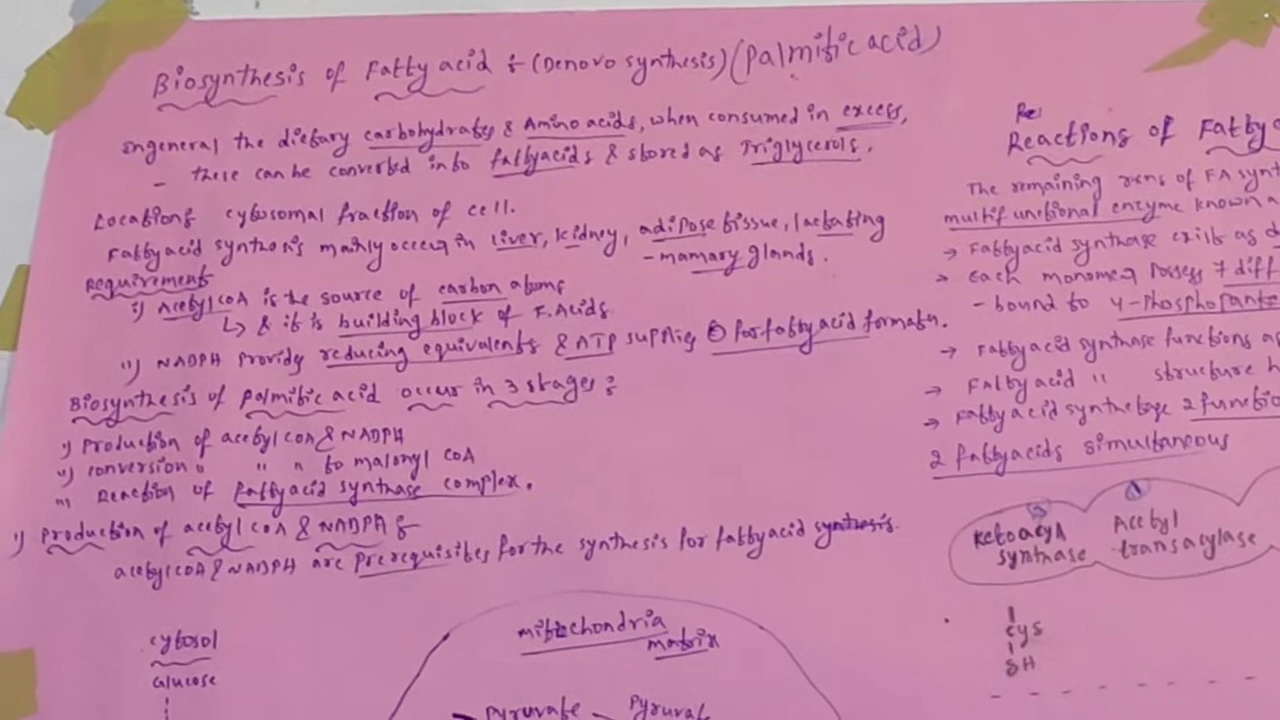 Biosynthesis of Fatty acid :- (Denovo synthesis) (Palmitic acid)
Ingeneral the dietary carbohydrates & Amino acids, when consumed in excess,
- these can be converted into fattyacids & stored as Triglycerols.
Location:- cytosomal fraction of cell.
Fattyacid synthesis mainly occurs in liver, kidney, adipose tissue, lactating
- mamary glands.
Requirements
i) Acetyl CoA is the source of carbon atoms
↳ & it is building block of F.Acids.
ii) NADPH provides reducing equivalents & ATP supplies Ⓔ for fatty acid formatn.
Biosynthesis of palmitic acid occur in 3 stages :-
i) Production of acetyl CoA & NADPH
ii) conversion " " " to malonyl CoA
iii) Reaction of fattyacid synthase complex.
i) Production of acetyl CoA & NADPH :-
acetyl CoA & NADPH are prerequisites for the synthesis for fattyacid synthesis.
cytosol
Glucose
mitochondria
matrix
Pyruvate
Pyruvat
Re
Reactions of Fatty a
The remaining rxns of FA synt
multifunctional enzyme known a
→ Fattyacid synthase exist as d
→ Each monomer Possess 7 diff
- bound to 4-Phosphopante
→ Fattyacid synthase functions as
→ Fattyacid " structure h
→ Fattyacid synthetase 2 functio
2 fattyacids simultaneous
Ketoacyl
synthase
Acetyl
transacylase
cys
SH